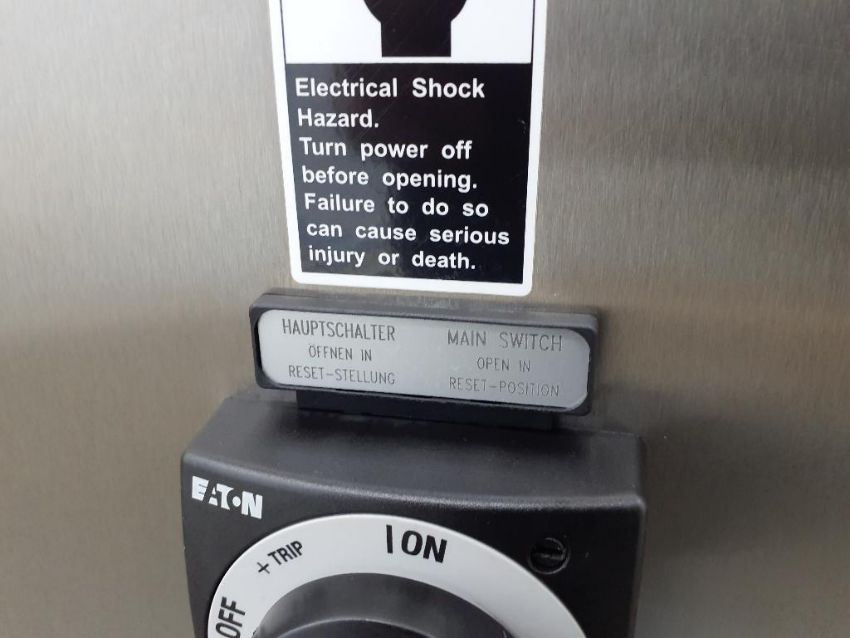 Electrical Shock
Hazard.
Turn power off
before opening.
Failure to do so
can cause serious
injury or death.
HAUPTSCHALTER
ÖFFNEN IN
RESET-STELLUNG
MAIN SWITCH
OPEN IN
RESET-POSITION
EATON
+ TRIP
I ON
OFF